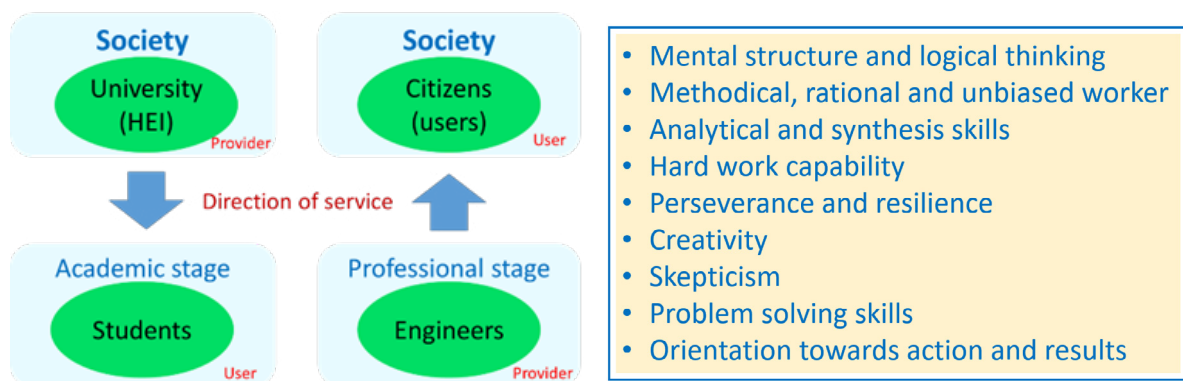 Society
University
(HEI)
Provider
Society
Citizens
(users)
User
Direction of service
Academic stage
Students
User
Professional stage
Engineers
Provider
• Mental structure and logical thinking
• Methodical, rational and unbiased worker
• Analytical and synthesis skills
• Hard work capability
• Perseverance and resilience
• Creativity
• Skepticism
• Problem solving skills
• Orientation towards action and results